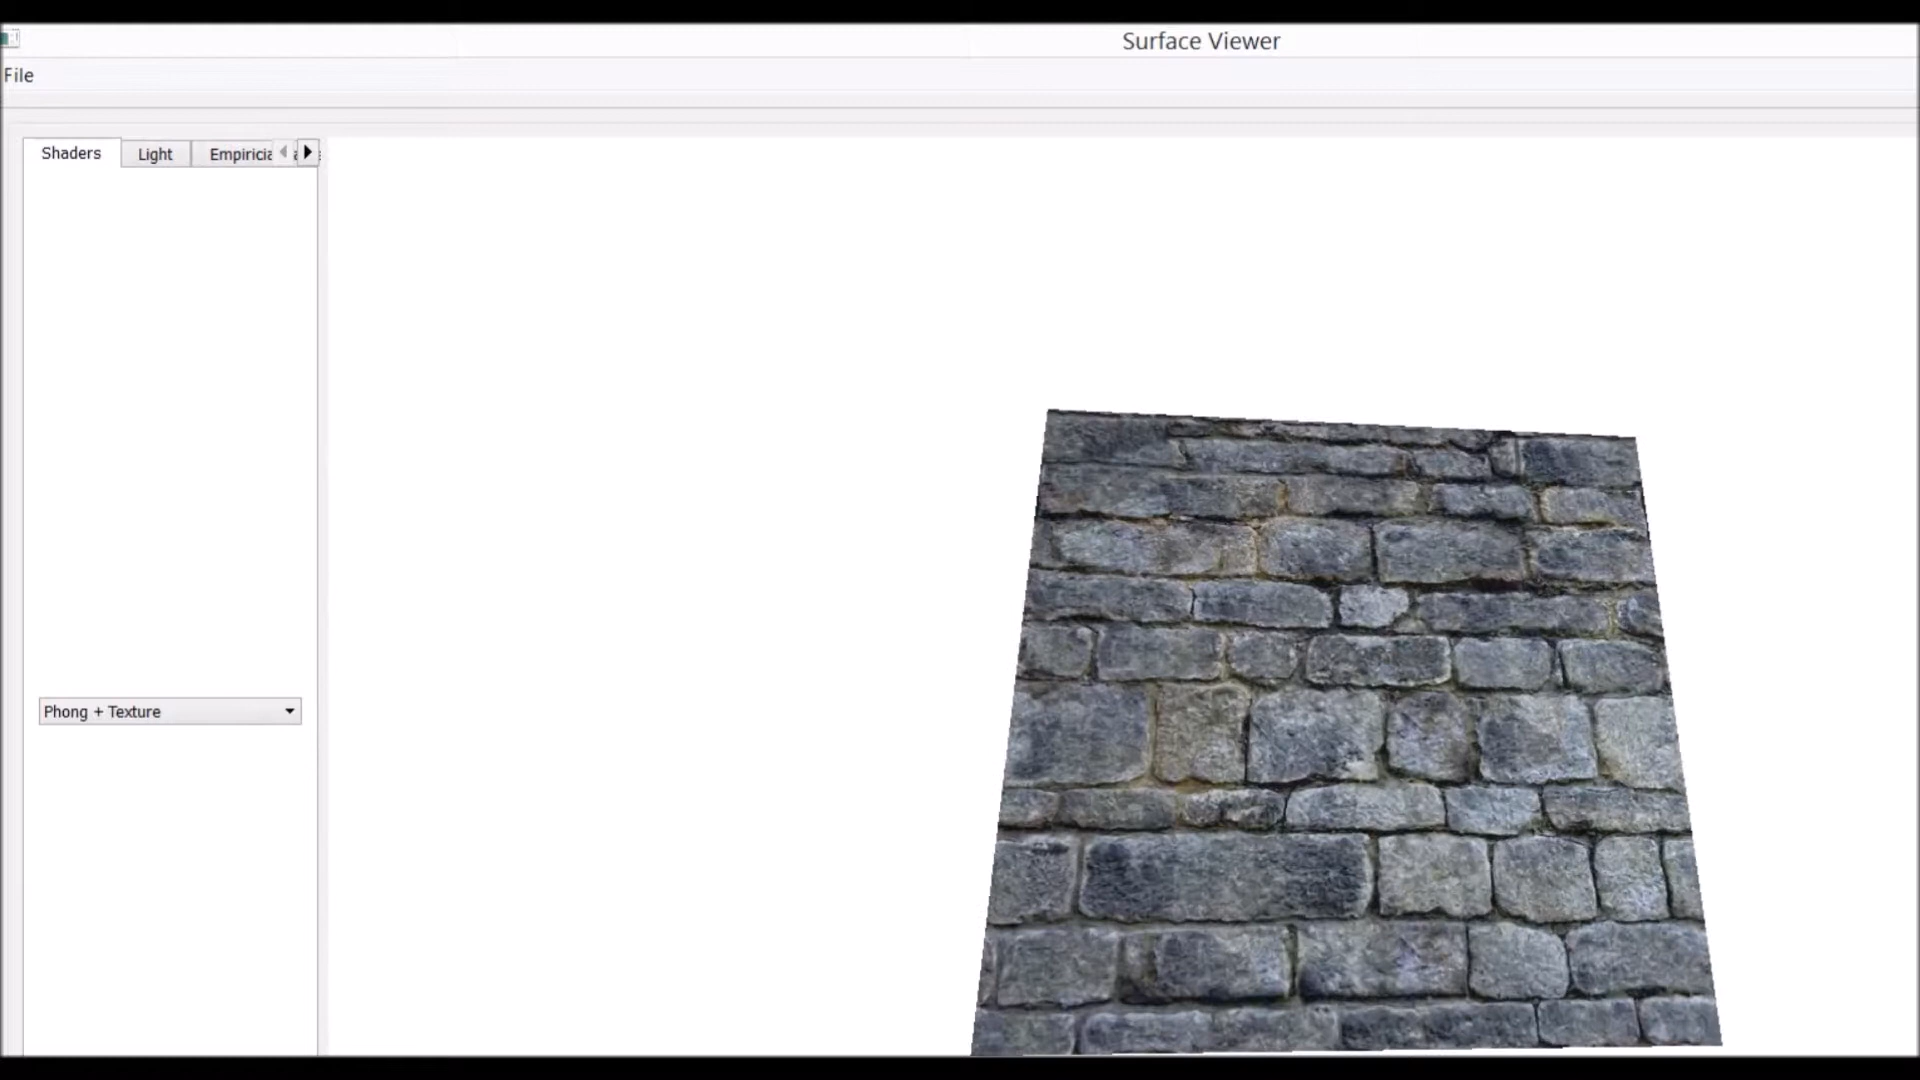 Surface Viewer
File
Shaders
Light
Phong + Texture